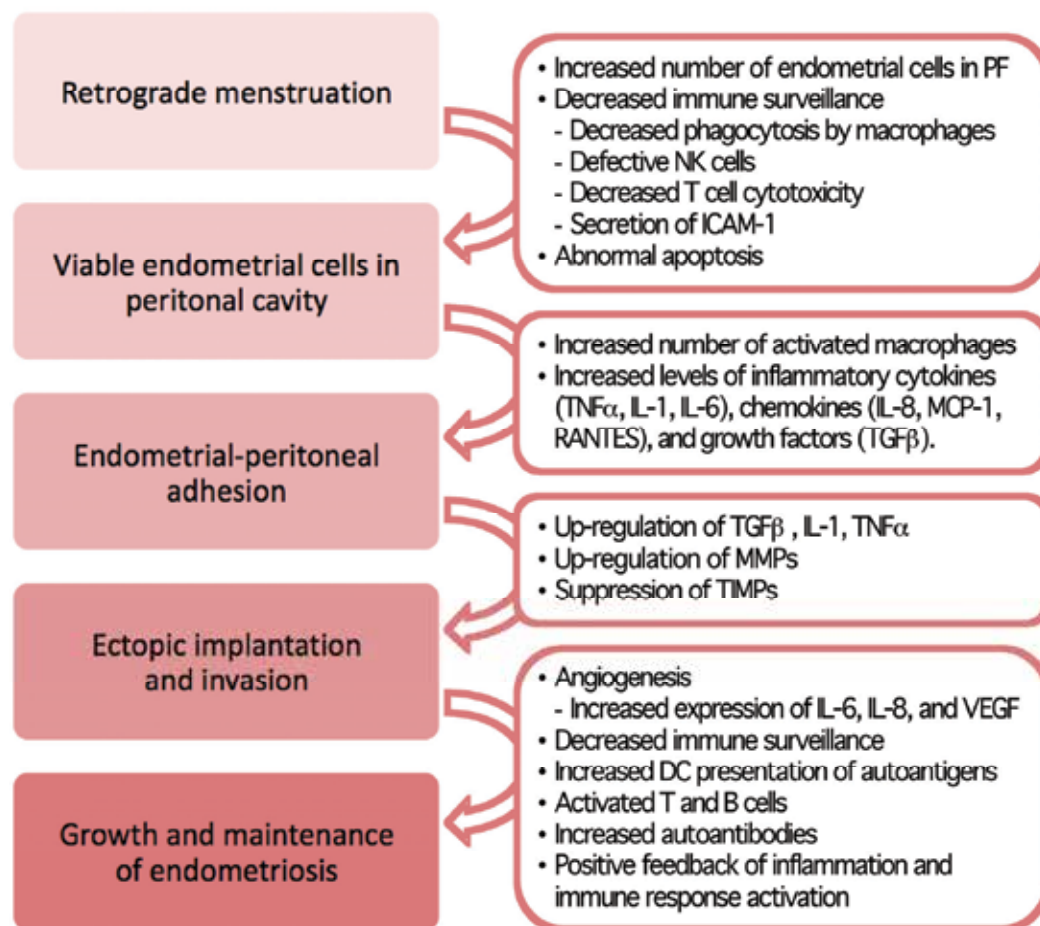 Retrograde menstruation
• Increased number of endometrial cells in PF
• Decreased immune surveillance
- Decreased phagocytosis by macrophages
- Defective NK cells
- Decreased T cell cytotoxicity
- Secretion of ICAM-1
• Abnormal apoptosis
Viable endometrial cells in
peritonal cavity
• Increased number of activated macrophages
• Increased levels of inflammatory cytokines
(TNFα, IL-1, IL-6), chemokines (IL-8, MCP-1,
RANTES), and growth factors (TGFβ).
Endometrial-peritoneal
adhesion
• Up-regulation of TGFβ , IL-1, TNFα
• Up-regulation of MMPs
• Suppression of TIMPs
Ectopic implantation
and invasion
• Angiogenesis
- Increased expression of IL-6, IL-8, and VEGF
• Decreased immune surveillance
• Increased DC presentation of autoantigens
• Activated T and B cells
• Increased autoantibodies
• Positive feedback of inflammation and
immune response activation
Growth and maintenance
of endometriosis